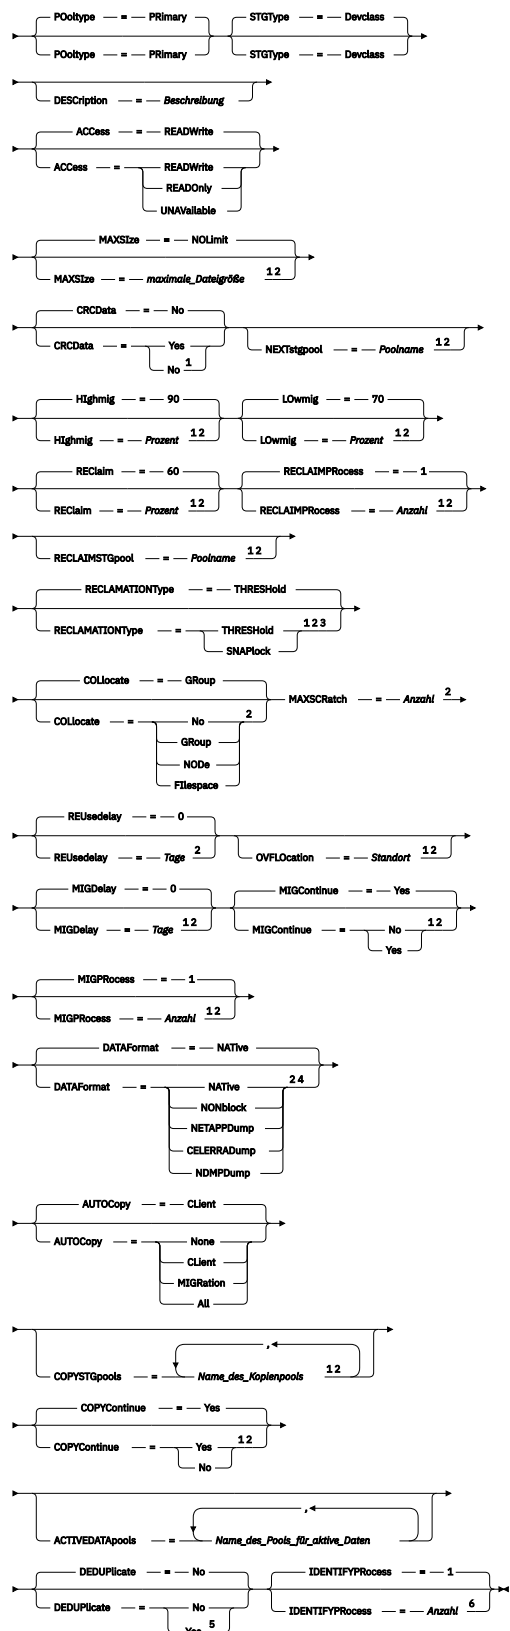 POoltype = PRimary STGType = Devclass
POoltype = PRimary STGType = Devclass
DESCription = Beschreibung
ACCess = READWrite
ACCess = READWrite
READOnly
UNAVailable
MAXSIze = NOLimit
MAXSIze = maximale_Dateigröße 1 2
CRCData = No
CRCData = Yes
No 1
NEXTstgpool = Poolname 1 2
HIghmig = 90 LOwmig = 70
HIghmig = Prozent 1 2 LOwmig = Prozent 1 2
REClaim = 60 RECLAIMPRocess = 1
REClaim = Prozent 1 2 RECLAIMPRocess = Anzahl 1 2
RECLAIMSTGpool = Poolname 1 2
RECLAMATIONType = THRESHold
RECLAMATIONType = THRESHold 1 2 3
SNAPlock
COLlocate = GRoup MAXSCRatch = Anzahl 2
COLlocate = No 2
GRoup
NODe
FIlespace
REUsedelay = 0
REUsedelay = Tage 2 OVFLOcation = Standort 1 2
MIGDelay = 0 MIGContinue = Yes
MIGDelay = Tage 1 2 MIGContinue = No 1 2
Yes
MIGPRocess = 1
MIGPRocess = Anzahl 1 2
DATAFormat = NATive
DATAFormat = NATive 2 4
NONblock
NETAPPDump
CELERRADump
NDMPDump
AUTOCopy = CLient
AUTOCopy = None
CLient
MIGRation
All
,
COPYSTGpools = Name_des_Kopienpools 1 2
COPYContinue = Yes
COPYContinue = Yes 1 2
No
,
ACTIVEDATApools = Name_des_Pools_für_aktive_Daten
DEDUPlicate = No IDENTIFYPRocess = 1
DEDUPlicate = No IDENTIFYPRocess = Anzahl 6
Yes 5